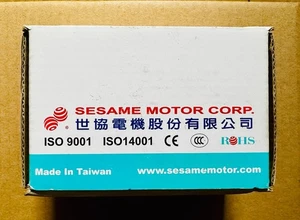 SESAME MOTOR CORP.
世協電機股份有限公司
ISO 9001 ISO14001 CE CCC RoHS
Made In Taiwan www.sesamemotor.com